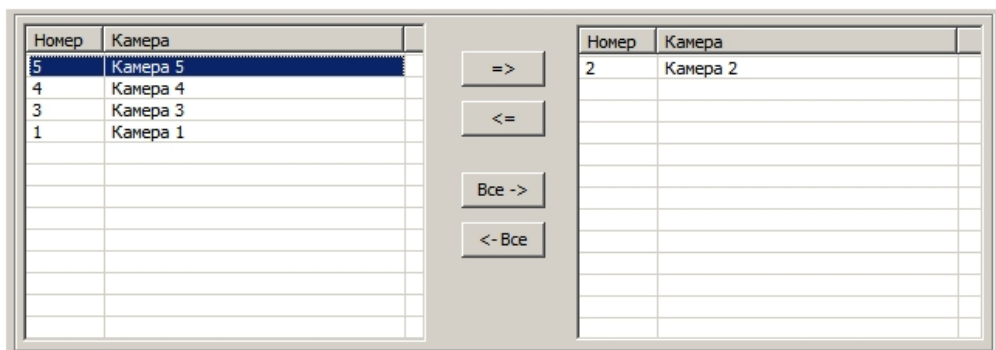 Номер Камера
5 Камера 5
4 Камера 4
3 Камера 3
1 Камера 1
=>
<=
Все ->
<- Все
Номер Камера
2 Камера 2